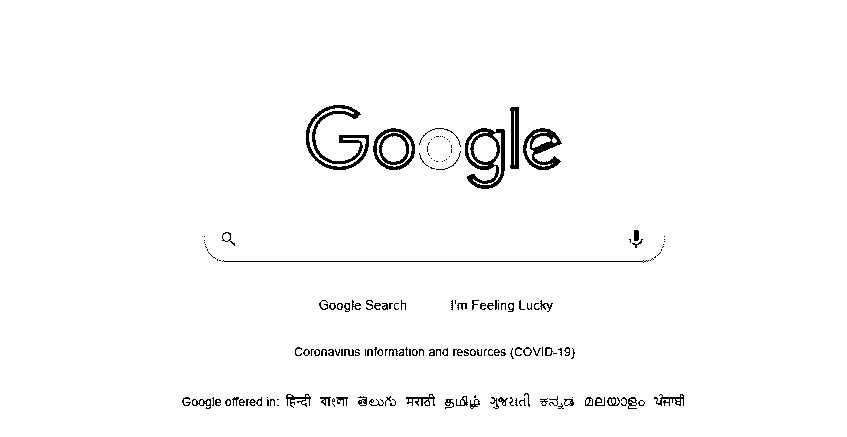 Google
Google Search I'm Feeling Lucky
Coronavirus information and resources (COVID-19)
Google offered in: हिन्दी বাংলা తెలుగు मराठी தமிழ் ગુજરાતી ಕನ್ನಡ മലയാളം ਪੰਜਾਬੀ